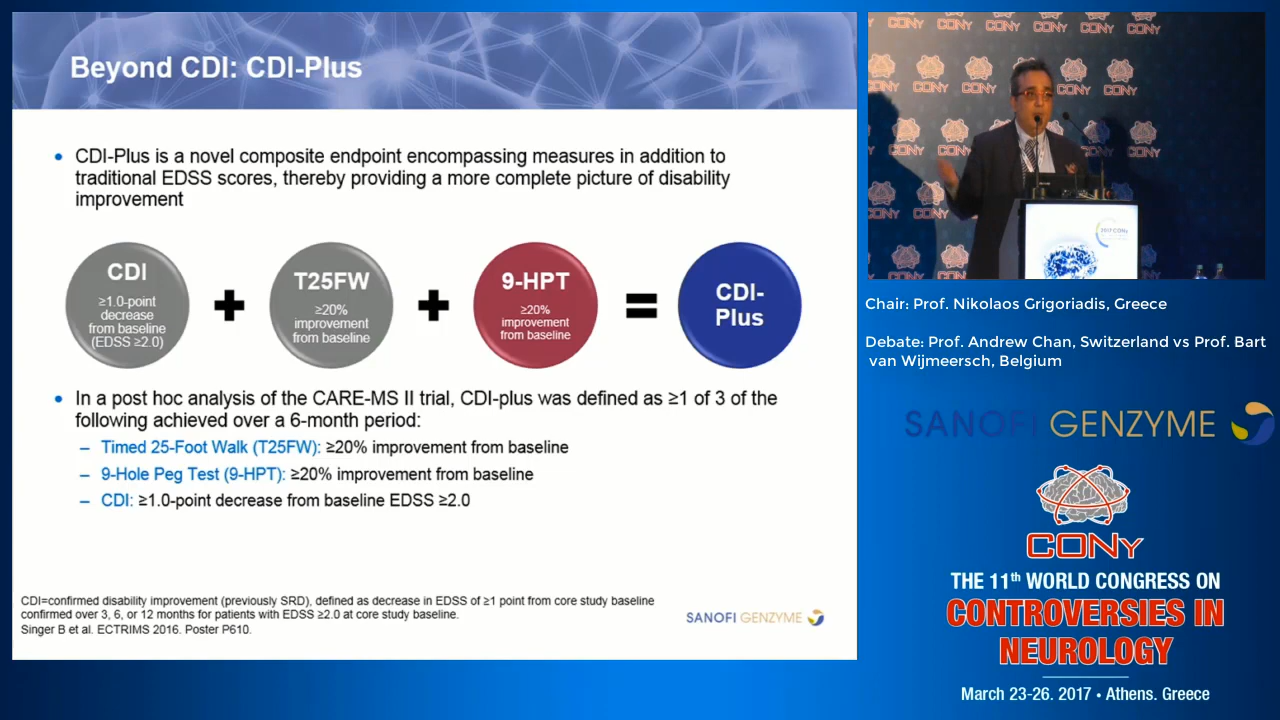 Beyond CDI: CDI-Plus
• CDI-Plus is a novel composite endpoint encompassing measures in addition to
traditional EDSS scores, thereby providing a more complete picture of disability
improvement
CDI
≥1.0-point
decrease
from baseline
(EDSS ≥2.0)
+
T25FW
≥20%
improvement
from baseline
+
9-HPT
≥20%
improvement
from baseline
=
CDI-
Plus
• In a post hoc analysis of the CARE-MS II trial, CDI-plus was defined as ≥1 of 3 of the
following achieved over a 6-month period:
– Timed 25-Foot Walk (T25FW): ≥20% improvement from baseline
– 9-Hole Peg Test (9-HPT): ≥20% improvement from baseline
– CDI: ≥1.0-point decrease from baseline EDSS ≥2.0
CDI=confirmed disability improvement (previously SRD), defined as decrease in EDSS of ≥1 point from core study baseline
confirmed over 3, 6, or 12 months for patients with EDSS ≥2.0 at core study baseline.
Singer B et al. ECTRIMS 2016. Poster P610.
SANOFI GENZYME
CONy
CONy
CONy
CONy
CONy
2017 CONy
Chair: Prof. Nikolaos Grigoriadis, Greece
Debate: Prof. Andrew Chan, Switzerland vs Prof. Bart
van Wijmeersch, Belgium
SANOFI GENZYME
CONy
THE 11th WORLD CONGRESS ON
CONTROVERSIES IN
NEUROLOGY
March 23-26. 2017 • Athens. Greece